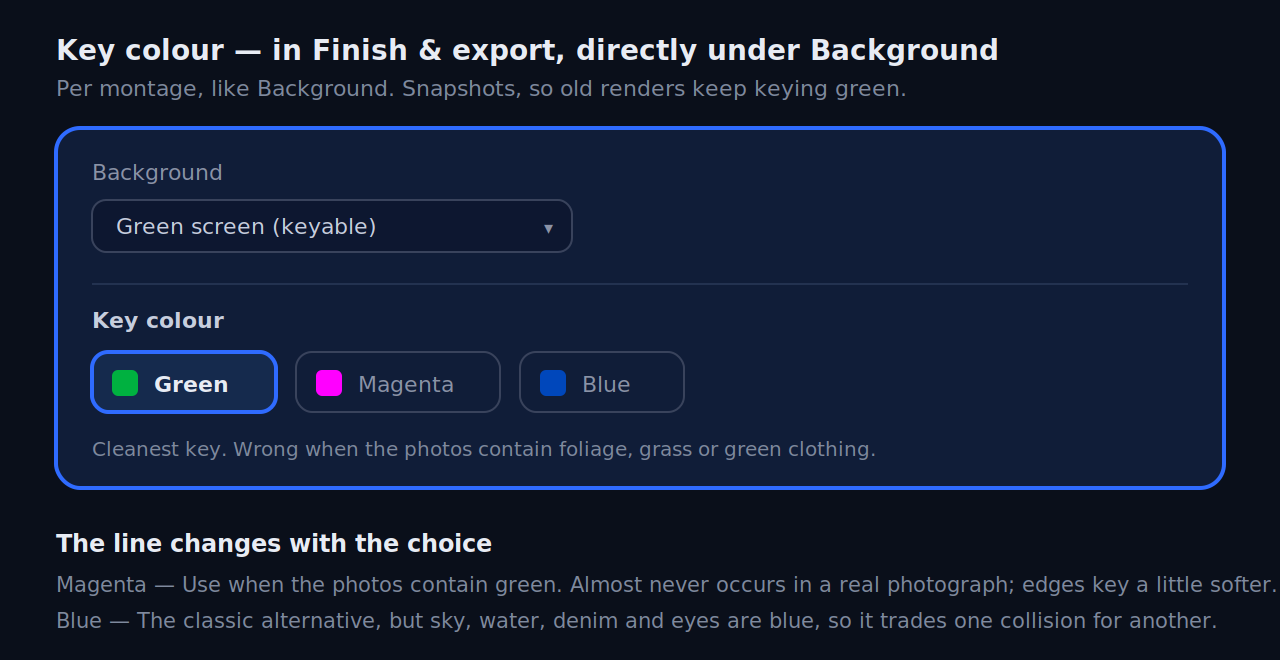 Key colour — in Finish & export, directly under Background
Per montage, like Background. Snapshots, so old renders keep keying green.
Background
Green screen (keyable) ▾
Key colour
Green
Magenta
Blue
Cleanest key. Wrong when the photos contain foliage, grass or green clothing.
The line changes with the choice
Magenta — Use when the photos contain green. Almost never occurs in a real photograph; edges key a little softer.
Blue — The classic alternative, but sky, water, denim and eyes are blue, so it trades one collision for another.